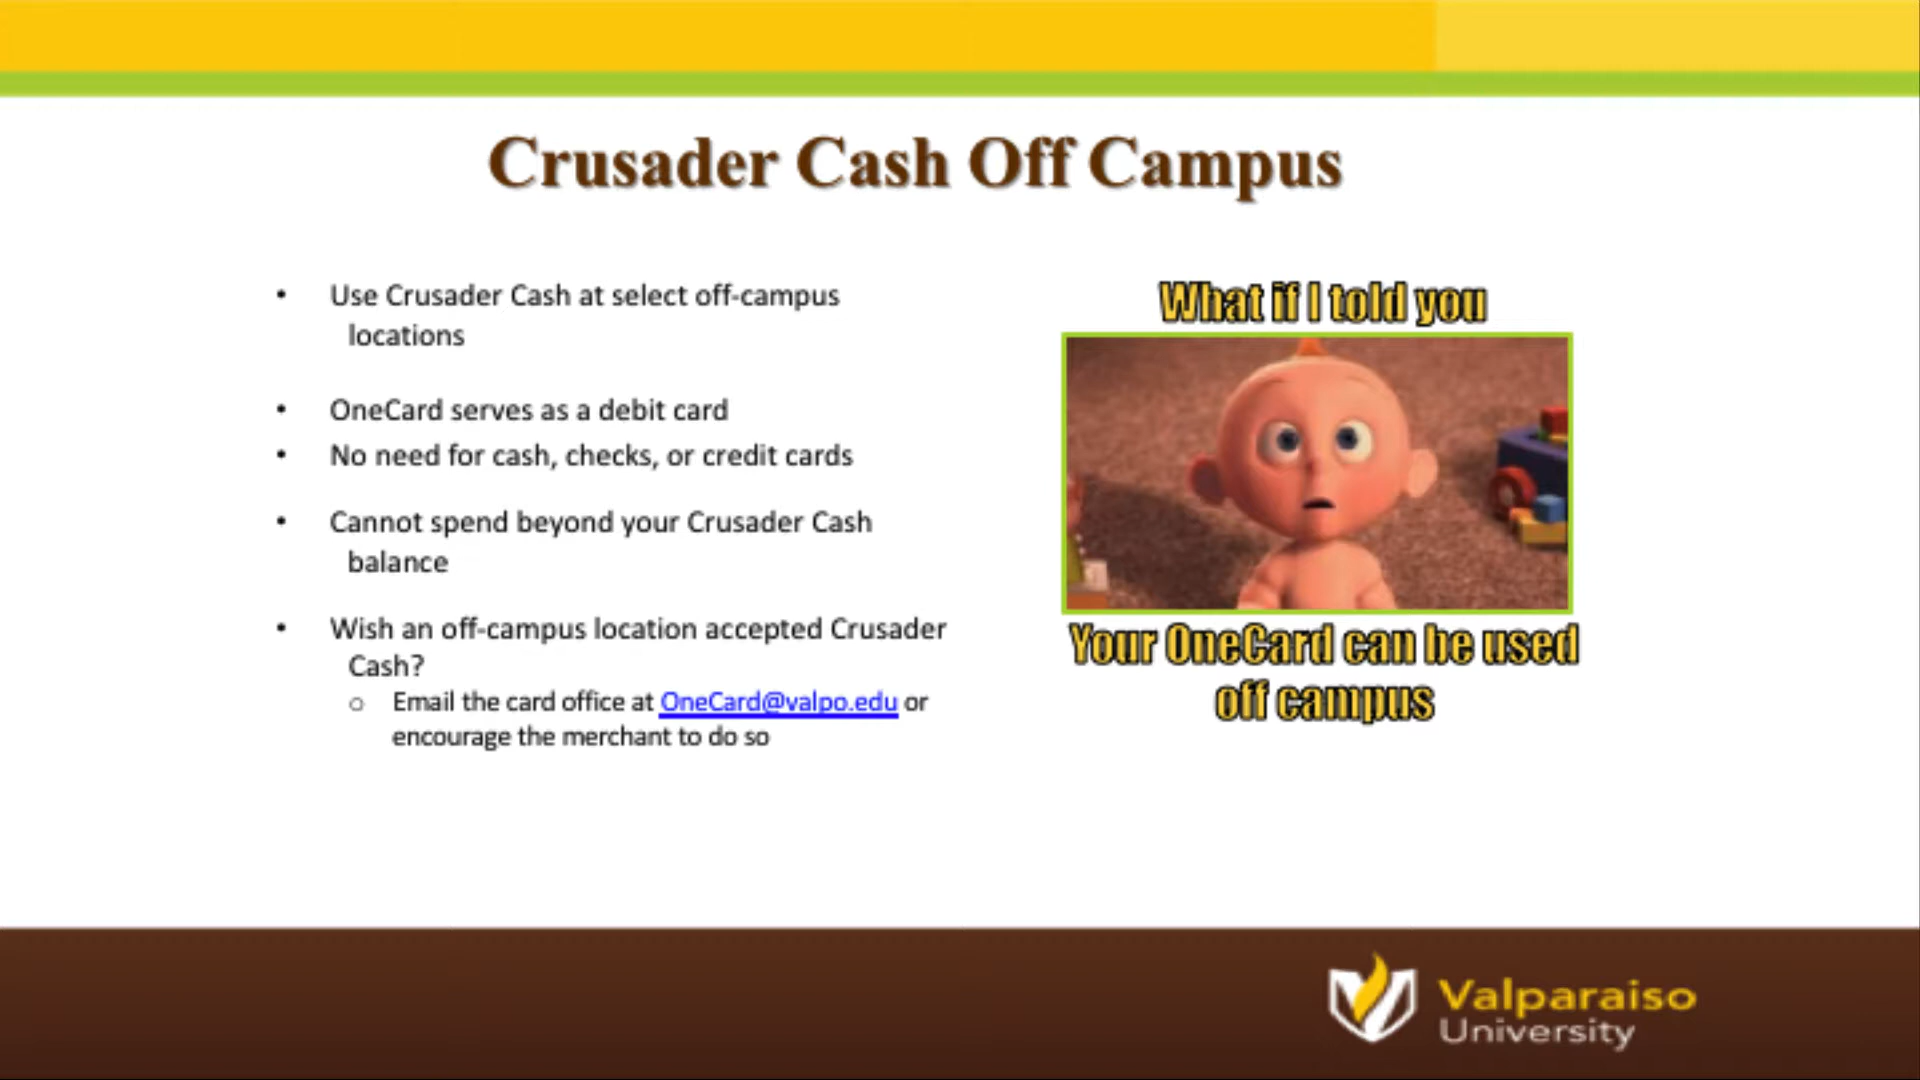 Crusader Cash Off Campus
• Use Crusader Cash at select off-campus
locations
• OneCard serves as a debit card
• No need for cash, checks, or credit cards
• Cannot spend beyond your Crusader Cash
balance
• Wish an off-campus location accepted Crusader
Cash?
o Email the card office at OneCard@valpo.edu or
encourage the merchant to do so
What if I told you
Your OneCard can be used
off campus
Valparaiso
University